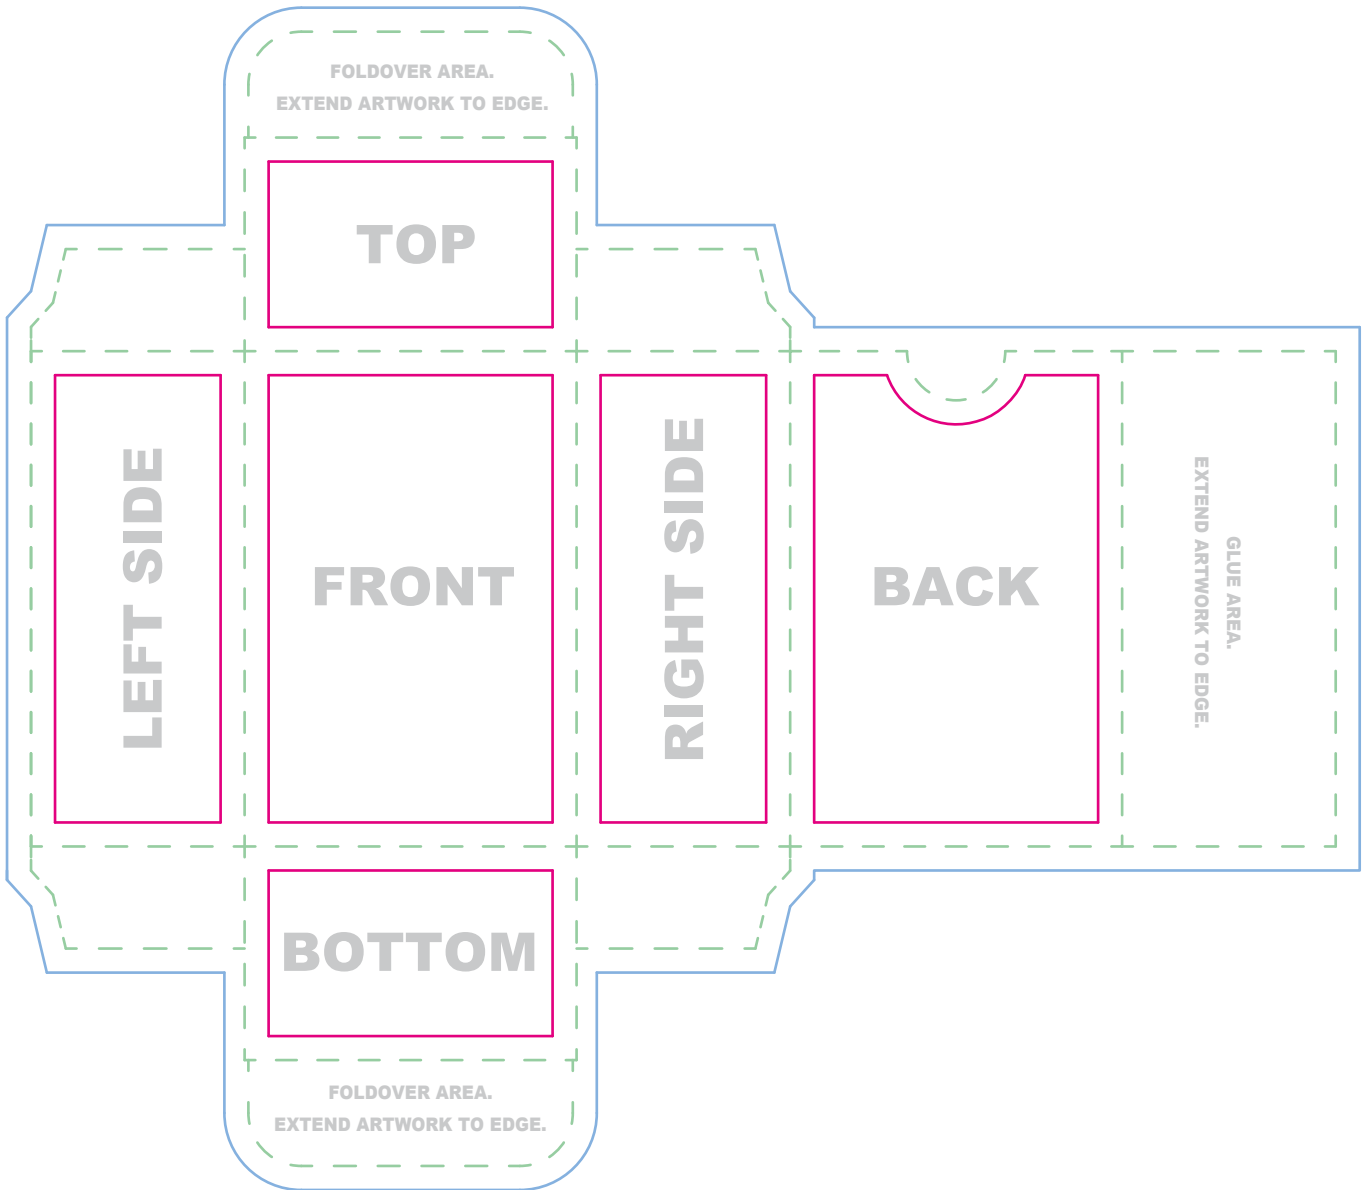 FOLDOVER AREA.
EXTEND ARTWORK TO EDGE.
TOP
LEFT SIDE
FRONT
RIGHT SIDE
BACK
GLUE AREA.
EXTEND ARTWORK TO EDGE.
BOTTOM
FOLDOVER AREA.
EXTEND ARTWORK TO EDGE.